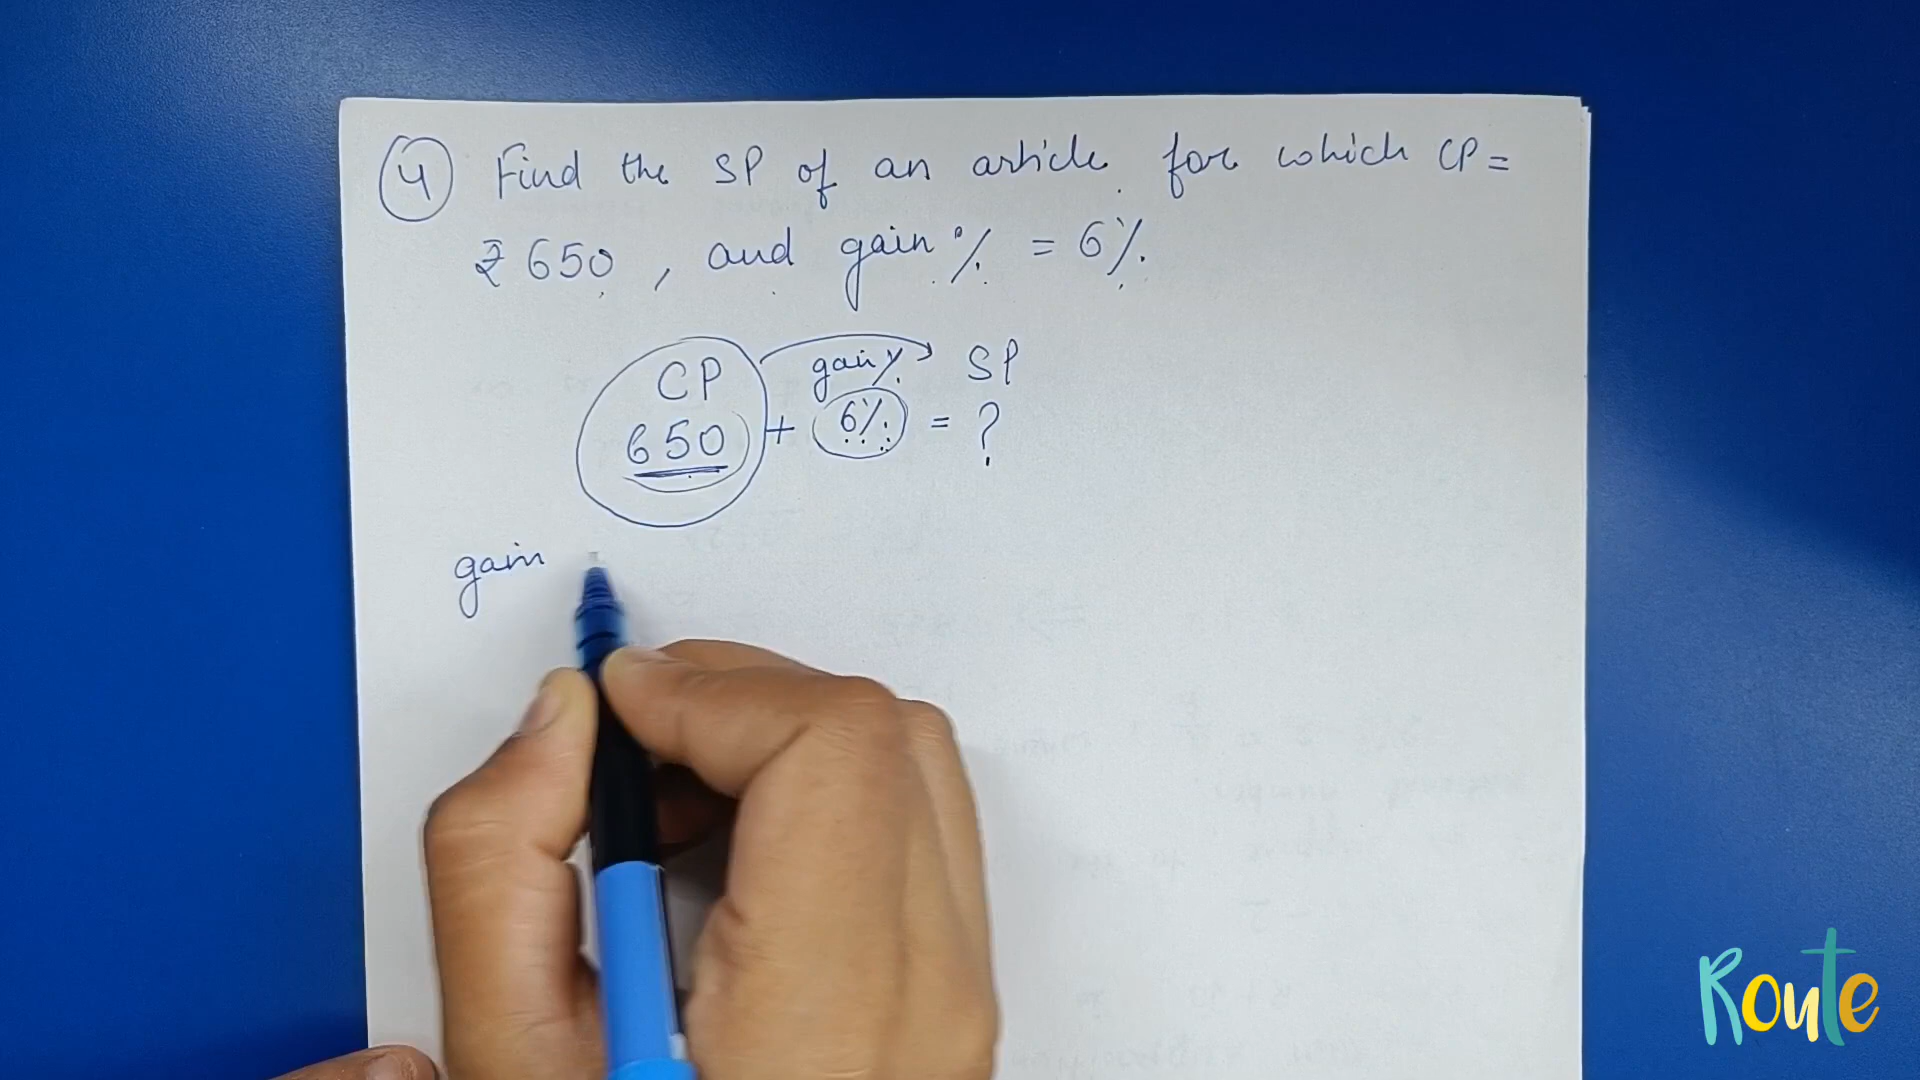 4 Find the SP of an article for which CP =
₹ 650 , and gain % = 6%.
CP gain% SP
650 + 6% = ?
gain
Route